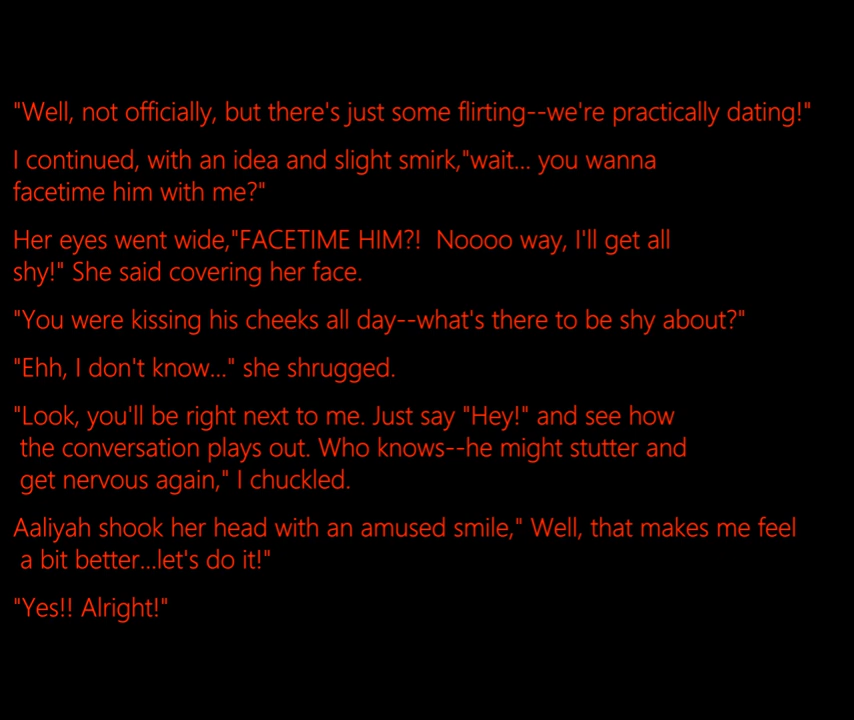 "Well, not officially, but there's just some flirting--we're practically dating!"
I continued, with an idea and slight smirk,"wait... you wanna
facetime him with me?"
Her eyes went wide,"FACETIME HIM?!  Noooo way, I'll get all
shy!" She said covering her face.
"You were kissing his cheeks all day--what's there to be shy about?"
"Ehh, I don't know..." she shrugged.
"Look, you'll be right next to me. Just say "Hey!" and see how
the conversation plays out. Who knows--he might stutter and
get nervous again," I chuckled.
Aaliyah shook her head with an amused smile," Well, that makes me feel
a bit better...let's do it!"
"Yes!! Alright!"